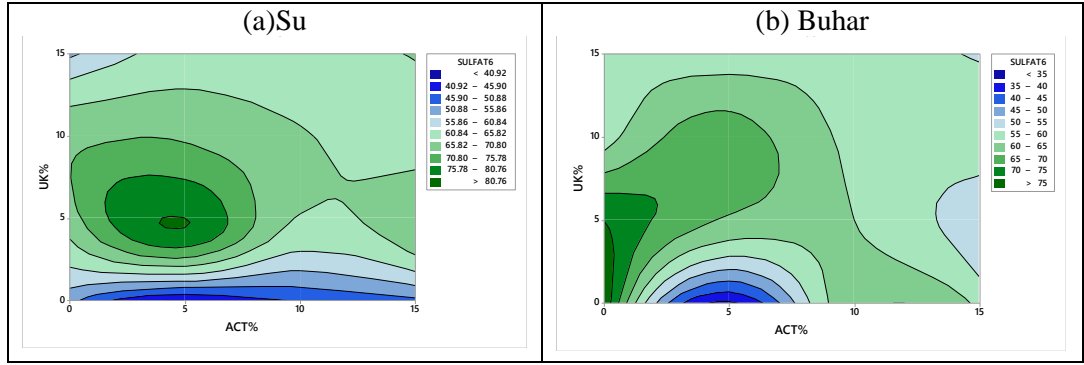 (a)Su
15
10
5
0
UK%
0 5 10 15
ACT%
SULFAT6
< 40.92
40.92 – 45.90
45.90 – 50.88
50.88 – 55.86
55.86 – 60.84
60.84 – 65.82
65.82 – 70.80
70.80 – 75.78
75.78 – 80.76
> 80.76
(b) Buhar
15
10
5
0
UK%
0 5 10 15
ACT%
SULFAT6
< 35
35 – 40
40 – 45
45 – 50
50 – 55
55 – 60
60 – 65
65 – 70
70 – 75
> 75